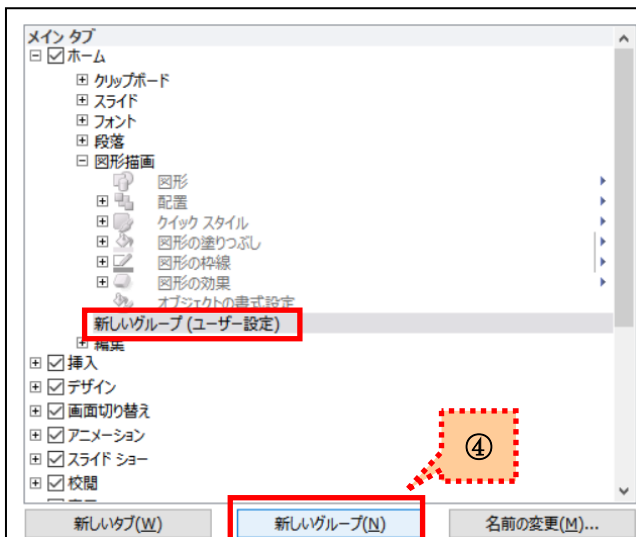 メイン タブ
ホーム
クリップボード
スライド
フォント
段落
図形描画
図形
配置
クイック スタイル
図形の塗りつぶし
図形の枠線
図形の効果
オブジェクトの書式設定
新しいグループ (ユーザー設定)
編集
挿入
デザイン
画面切り替え
アニメーション
スライド ショー
校閲
④
新しいタブ(W) 新しいグループ(N) 名前の変更(M)...